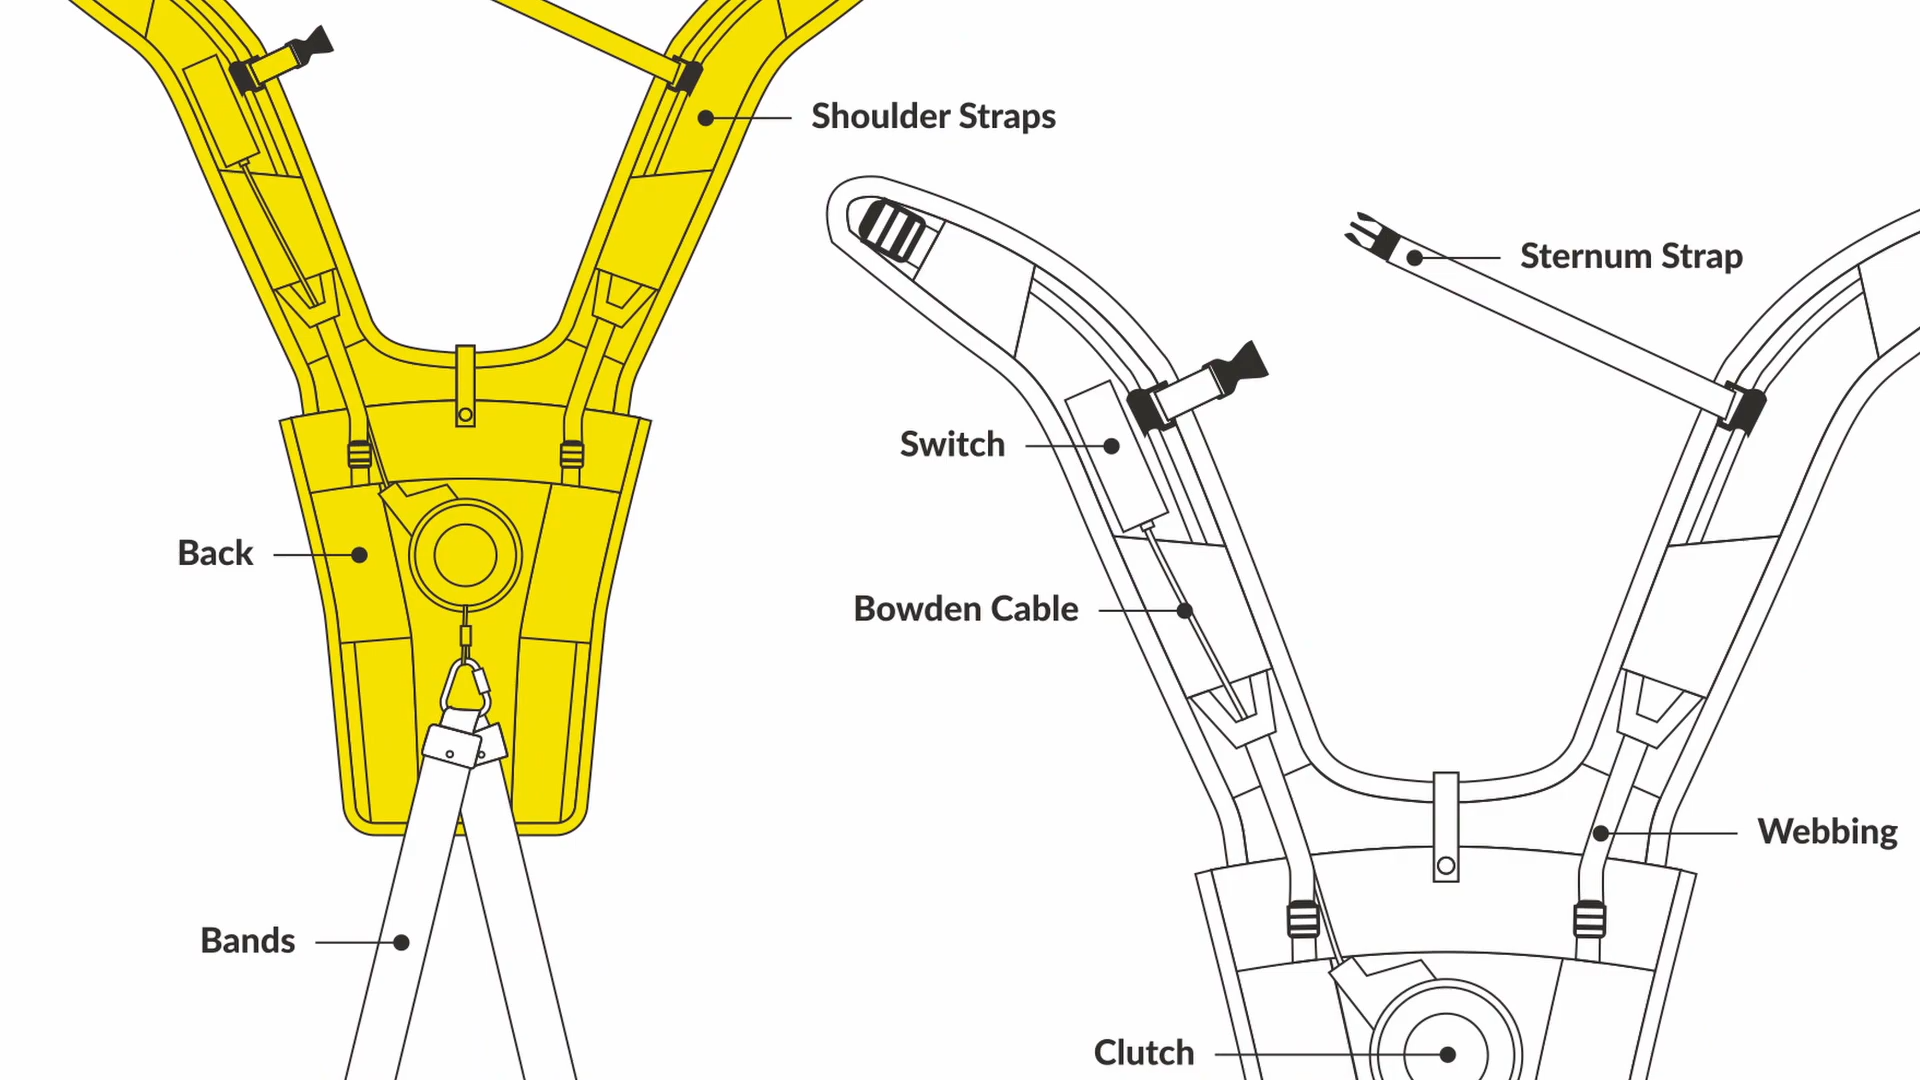 Shoulder Straps
Sternum Strap
Switch
Back
Bowden Cable
Webbing
Bands
Clutch